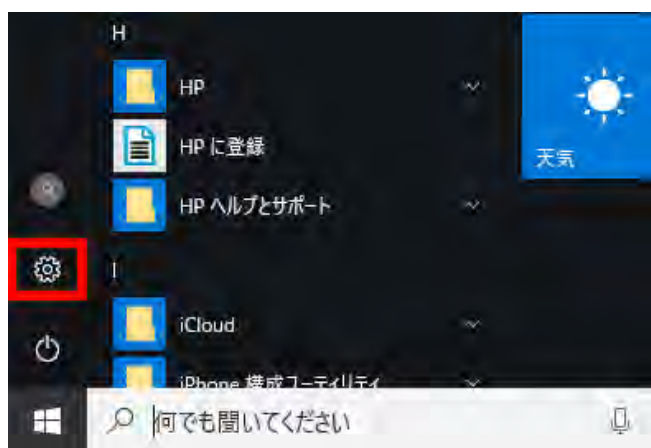 H
HP
HP に登録
天気
HP ヘルプとサポート
I
iCloud
iPhone 構成ユーティリティ
何でも聞いてください